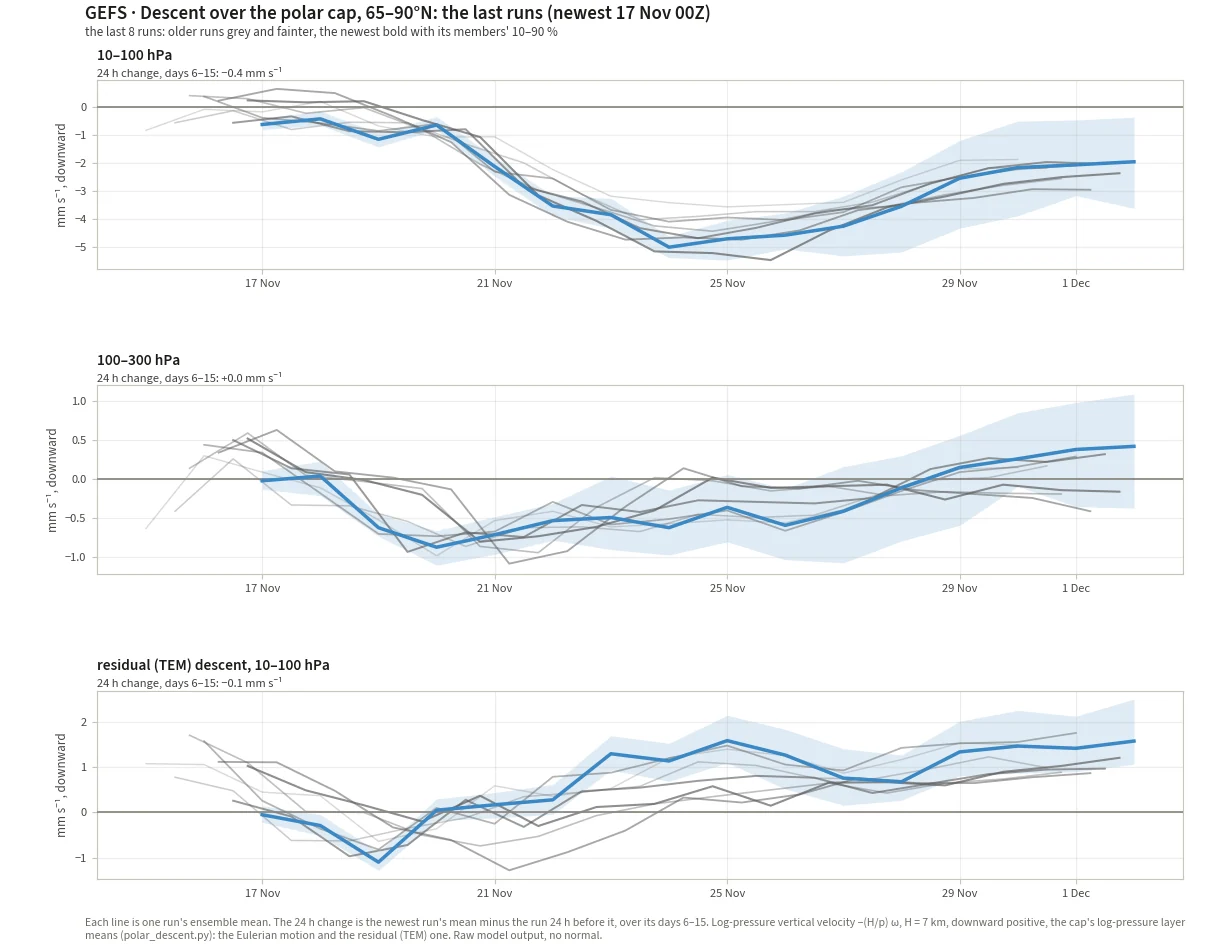 GEFS · Descent over the polar cap, 65–90°N: the last runs (newest 17 Nov 00Z)
the last 8 runs: older runs grey and fainter, the newest bold with its members' 10–90 %
10–100 hPa
24 h change, days 6–15: −0.4 mm s⁻¹
mm s⁻¹, downward
0
−1
−2
−3
−4
−5
17 Nov
21 Nov
25 Nov
29 Nov
1 Dec
100–300 hPa
24 h change, days 6–15: +0.0 mm s⁻¹
mm s⁻¹, downward
1.0
0.5
0.0
−0.5
−1.0
17 Nov
21 Nov
25 Nov
29 Nov
1 Dec
residual (TEM) descent, 10–100 hPa
24 h change, days 6–15: −0.1 mm s⁻¹
mm s⁻¹, downward
2
1
0
−1
17 Nov
21 Nov
25 Nov
29 Nov
1 Dec
Each line is one run's ensemble mean. The 24 h change is the newest run's mean minus the run 24 h before it, over its days 6–15. Log-pressure vertical velocity −(H/p) ω, H = 7 km, downward positive, the cap's log-pressure layer
means (polar_descent.py): the Eulerian motion and the residual (TEM) one. Raw model output, no normal.